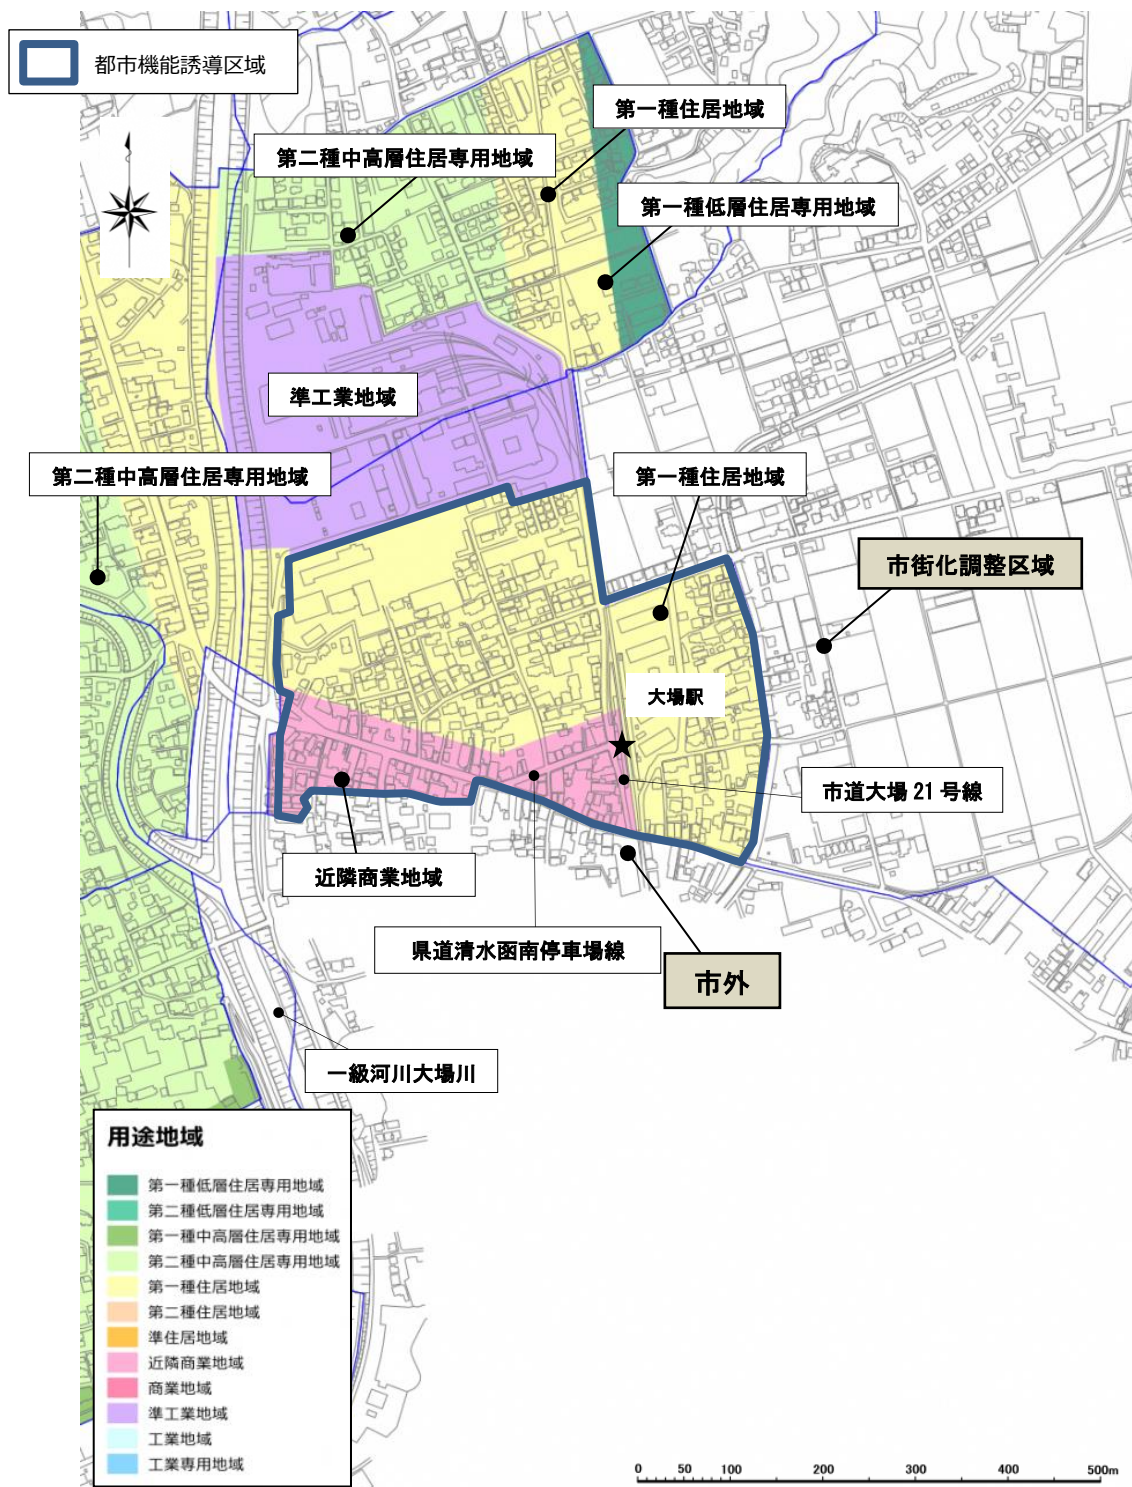 都市機能誘導区域
第一種住居地域
第二種中高層住居専用地域
第一種低層住居専用地域
準工業地域
第二種中高層住居専用地域
第一種住居地域
市街化調整区域
大場駅
市道大場 21 号線
近隣商業地域
県道清水函南停車場線
市外
一級河川大場川
用途地域
第一種低層住居専用地域
第二種低層住居専用地域
第一種中高層住居専用地域
第二種中高層住居専用地域
第一種住居地域
第二種住居地域
準住居地域
近隣商業地域
商業地域
準工業地域
工業地域
工業専用地域
0 50 100 200 300 400 500m